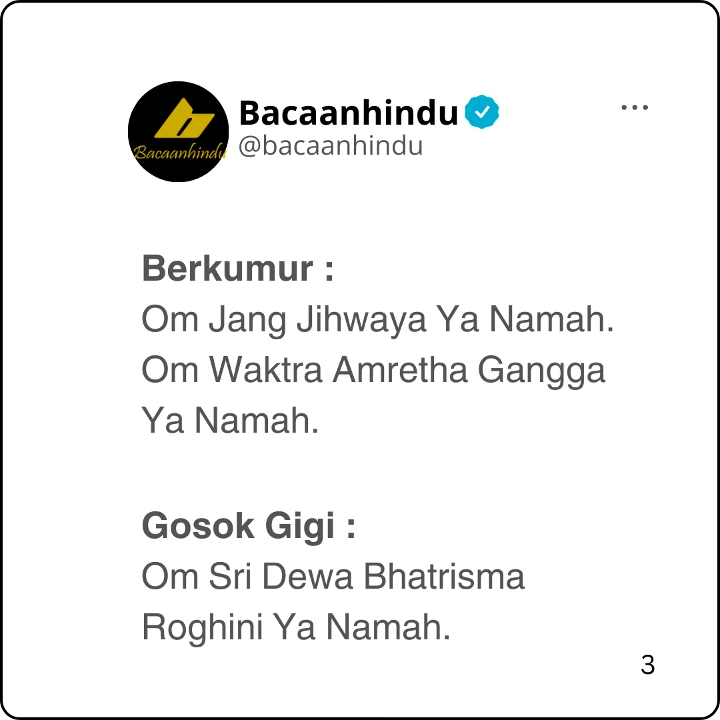 Bacaanhindu
Bacaanhindu
@bacaanhindu
...
Berkumur :
Om Jang Jihwaya Ya Namah.
Om Waktra Amretha Gangga
Ya Namah.
Gosok Gigi :
Om Sri Dewa Bhatrisma
Roghini Ya Namah.
3